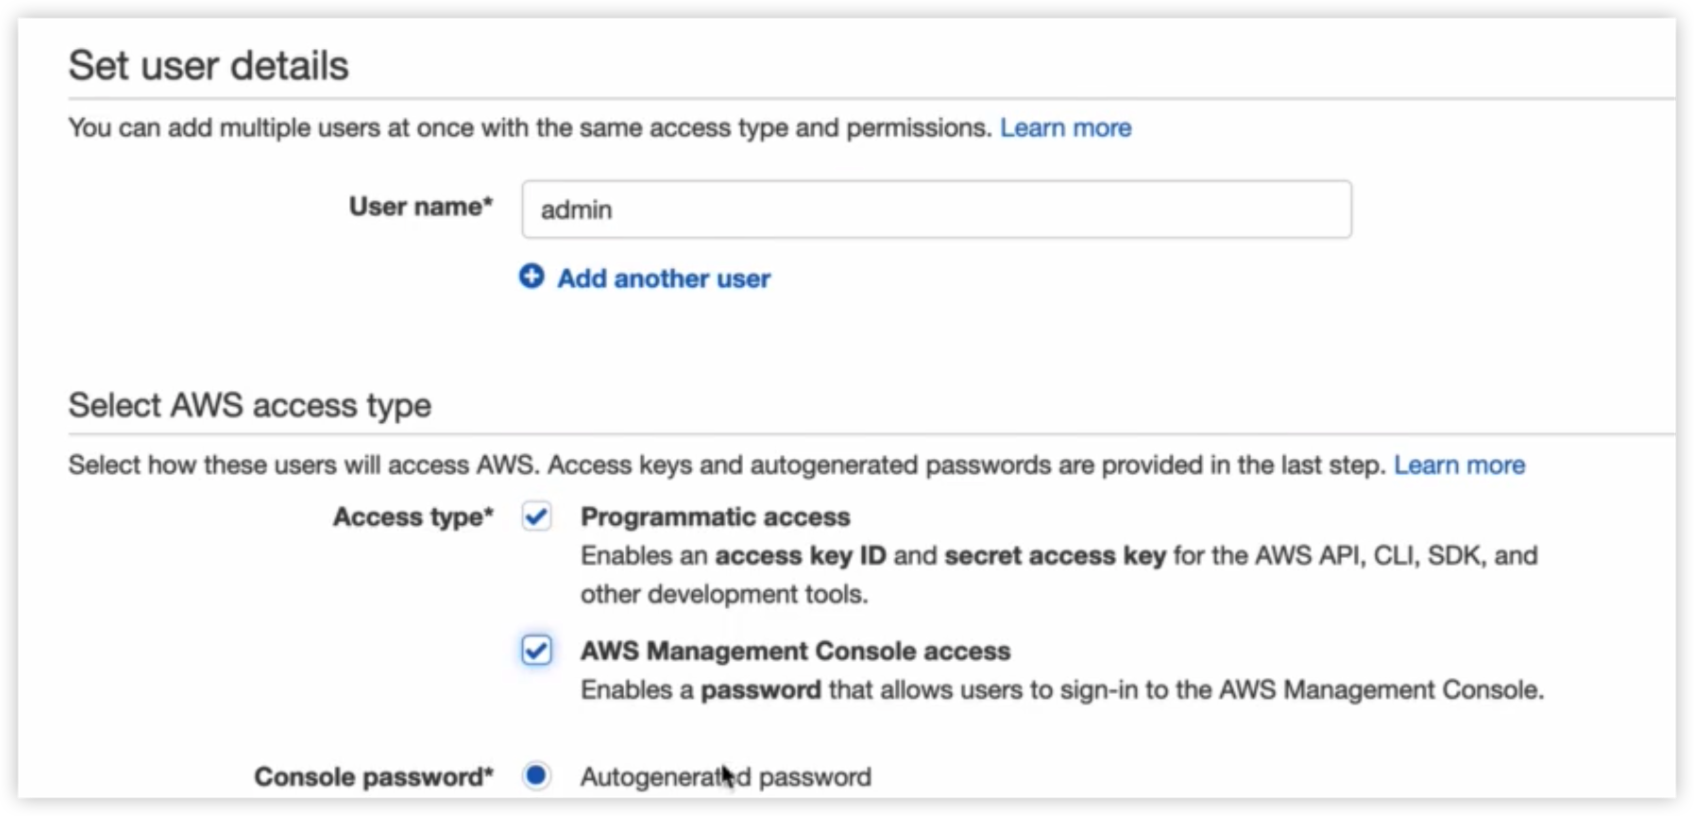 Set user details
You can add multiple users at once with the same access type and permissions. Learn more
User name* admin
Add another user
Select AWS access type
Select how these users will access AWS. Access keys and autogenerated passwords are provided in the last step. Learn more
Access type* Programmatic access
Enables an access key ID and secret access key for the AWS API, CLI, SDK, and
other development tools.
AWS Management Console access
Enables a password that allows users to sign-in to the AWS Management Console.
Console password* Autogenerated password